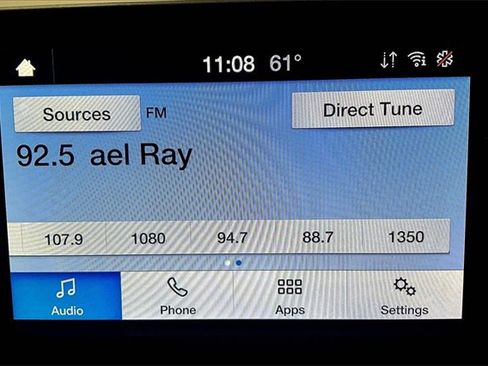 11:08 61°
Sources FM Direct Tune
92.5 ael Ray
107.9 1080 94.7 88.7 1350
Audio Phone Apps Settings